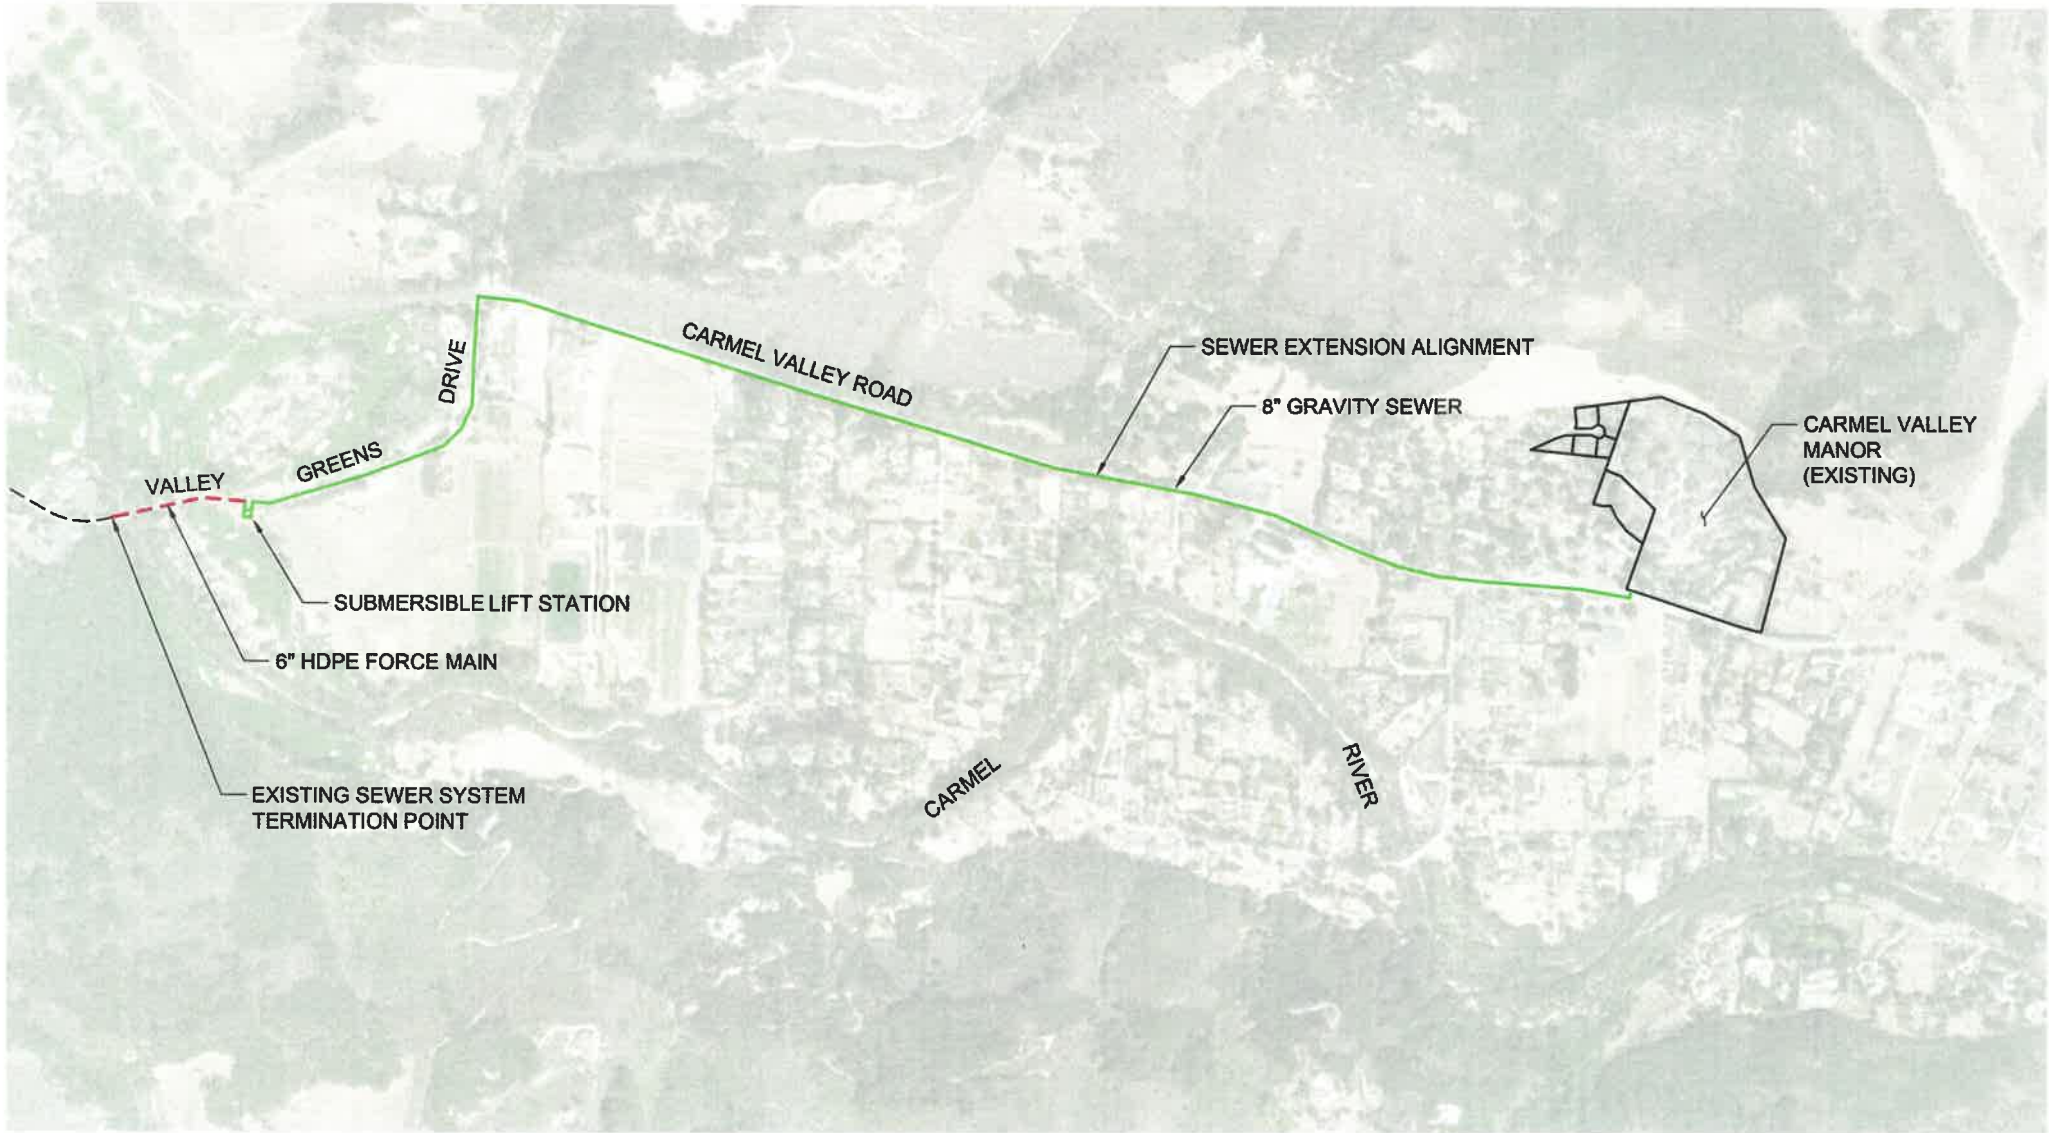 CARMEL VALLEY ROAD
SEWER EXTENSION ALIGNMENT
DRIVE
8" GRAVITY SEWER
CARMEL VALLEY
MANOR
(EXISTING)
GREENS
VALLEY
SUBMERSIBLE LIFT STATION
6" HDPE FORCE MAIN
CARMEL
RIVER
EXISTING SEWER SYSTEM
TERMINATION POINT